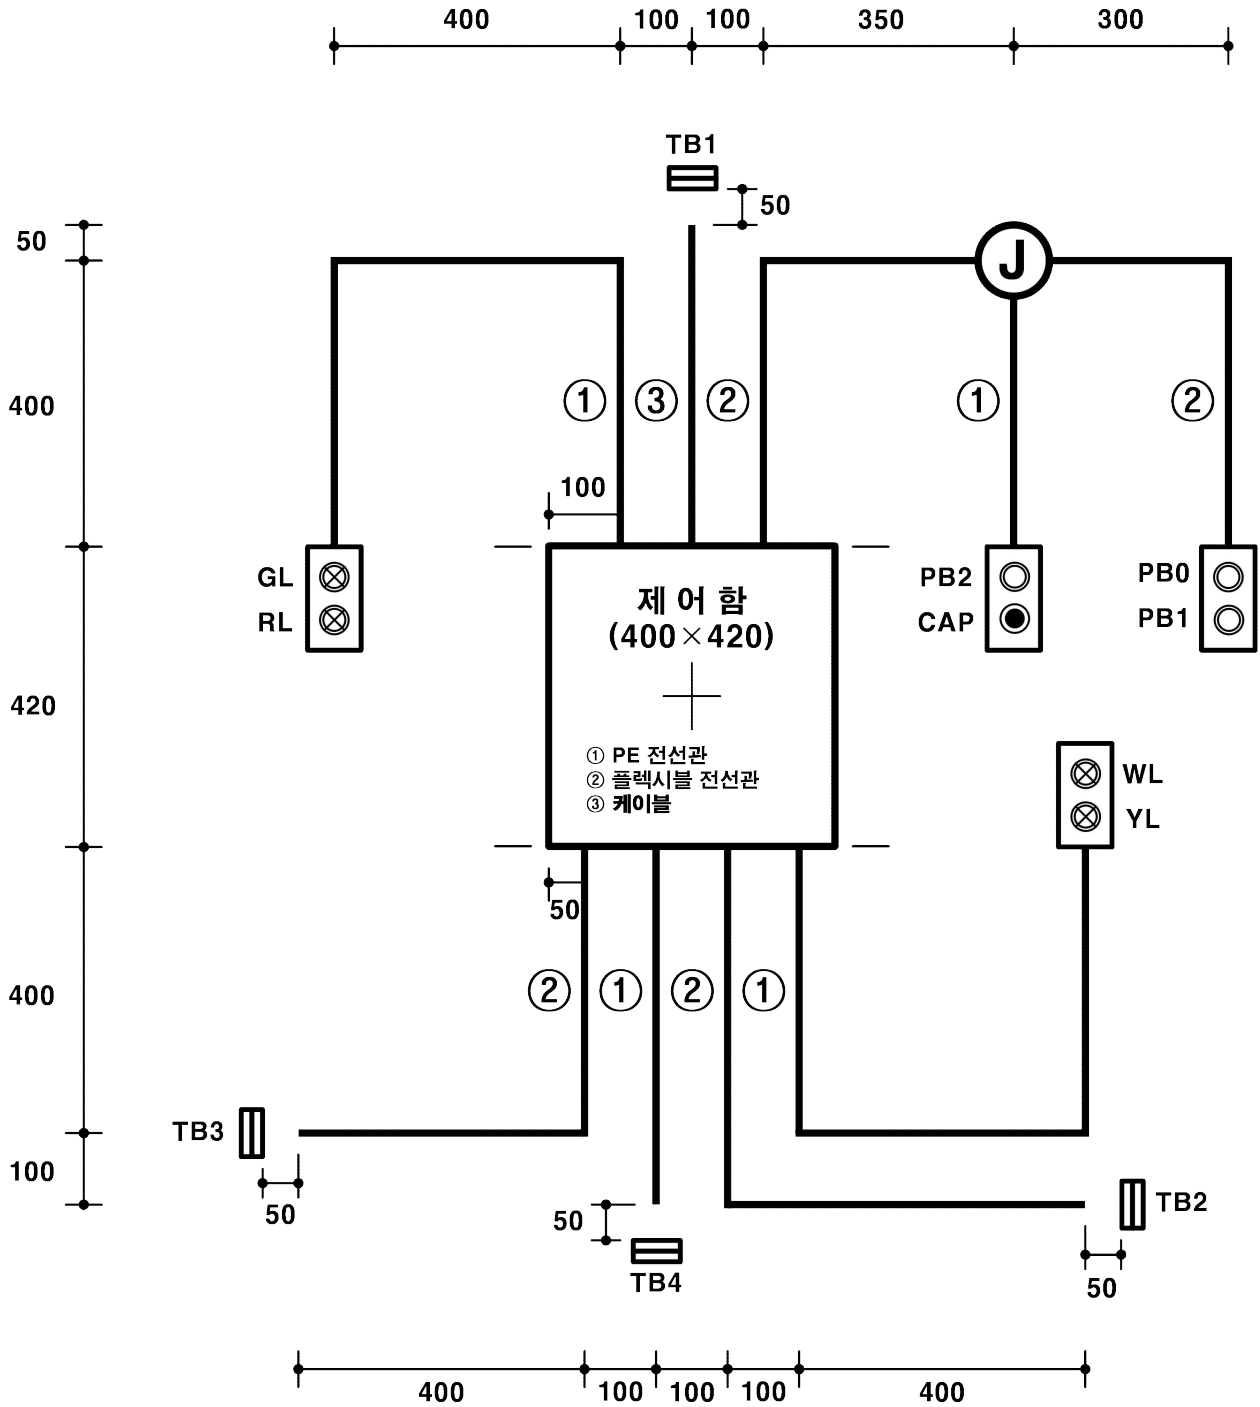 400 100 100 350 300
TB1
50
50
J
400
① ③ ② ① ②
100
GL
RL
제 어 함
(400×420)
PB2
CAP
PB0
PB1
420
① PE 전선관
② 플렉시블 전선관
③ 케이블
WL
YL
50
400
② ① ② ①
TB3
100
50
50
TB4
TB2
50
400 100 100 100 400